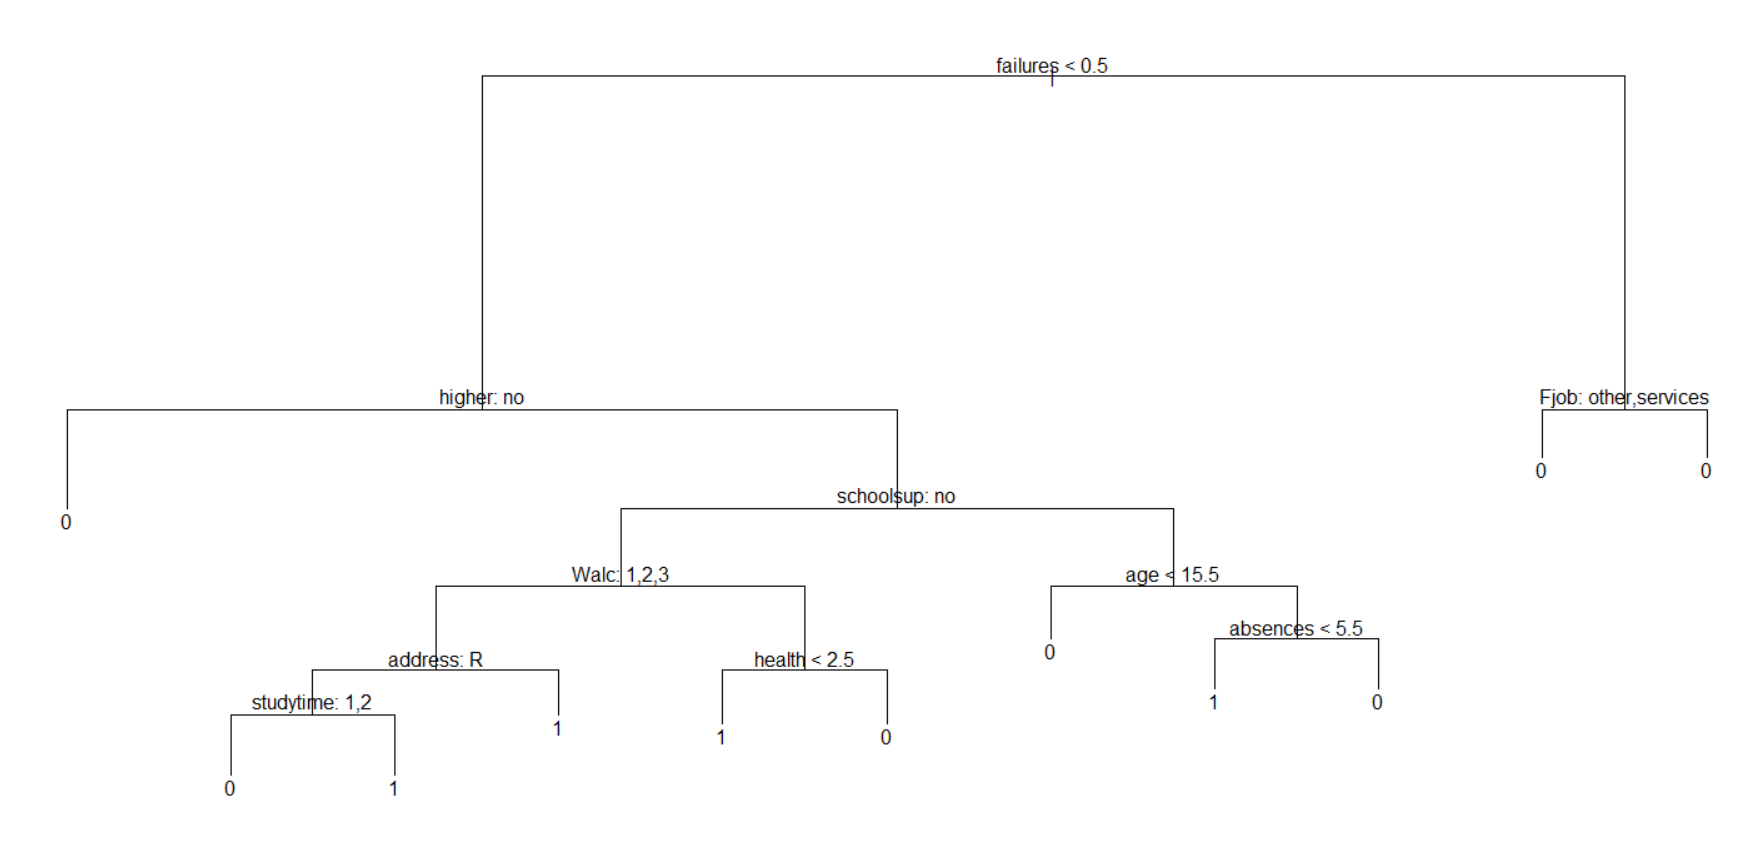 failures < 0.5
higher: no
Fjob: other,services
0
0
schoolsup: no
0
Walc: 1,2,3
age < 15.5
absences < 5.5
0
address: R
health < 2.5
studytime: 1,2
1
0
1
1
0
0
1